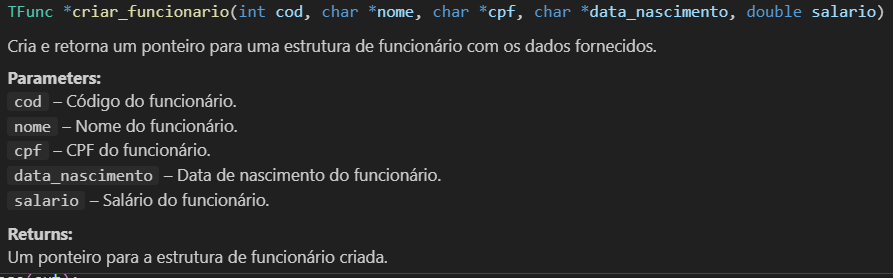 TFunc *criar_funcionario(int cod, char *nome, char *cpf, char *data_nascimento, double salario)
Cria e retorna um ponteiro para uma estrutura de funcionário com os dados fornecidos.
Parameters:
cod – Código do funcionário.
nome – Nome do funcionário.
cpf – CPF do funcionário.
data_nascimento – Data de nascimento do funcionário.
salario – Salário do funcionário.
Returns:
Um ponteiro para a estrutura de funcionário criada.